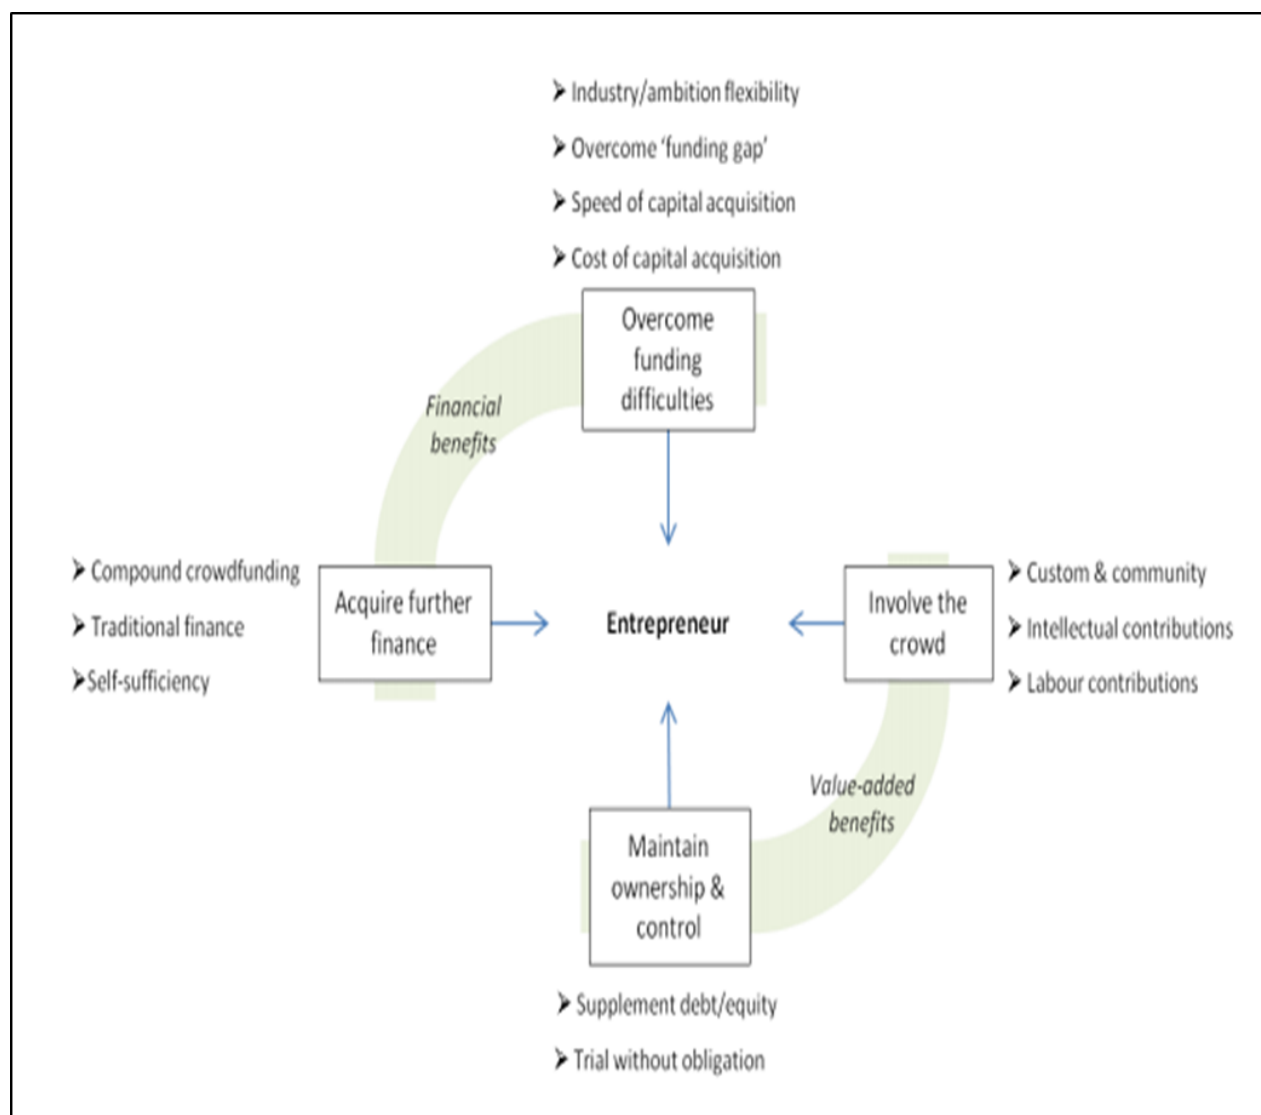 ➤ Industry/ambition flexibility
➤ Overcome ‘funding gap’
➤ Speed of capital acquisition
➤ Cost of capital acquisition
Overcome
funding
difficulties
Financial
benefits
➤ Compound crowdfunding
➤ Traditional finance
➤Self-sufficiency
Acquire further
finance
Entrepreneur
Involve the
crowd
➤ Custom & community
➤ Intellectual contributions
➤ Labour contributions
Value-added
benefits
Maintain
ownership &
control
➤ Supplement debt/equity
➤ Trial without obligation